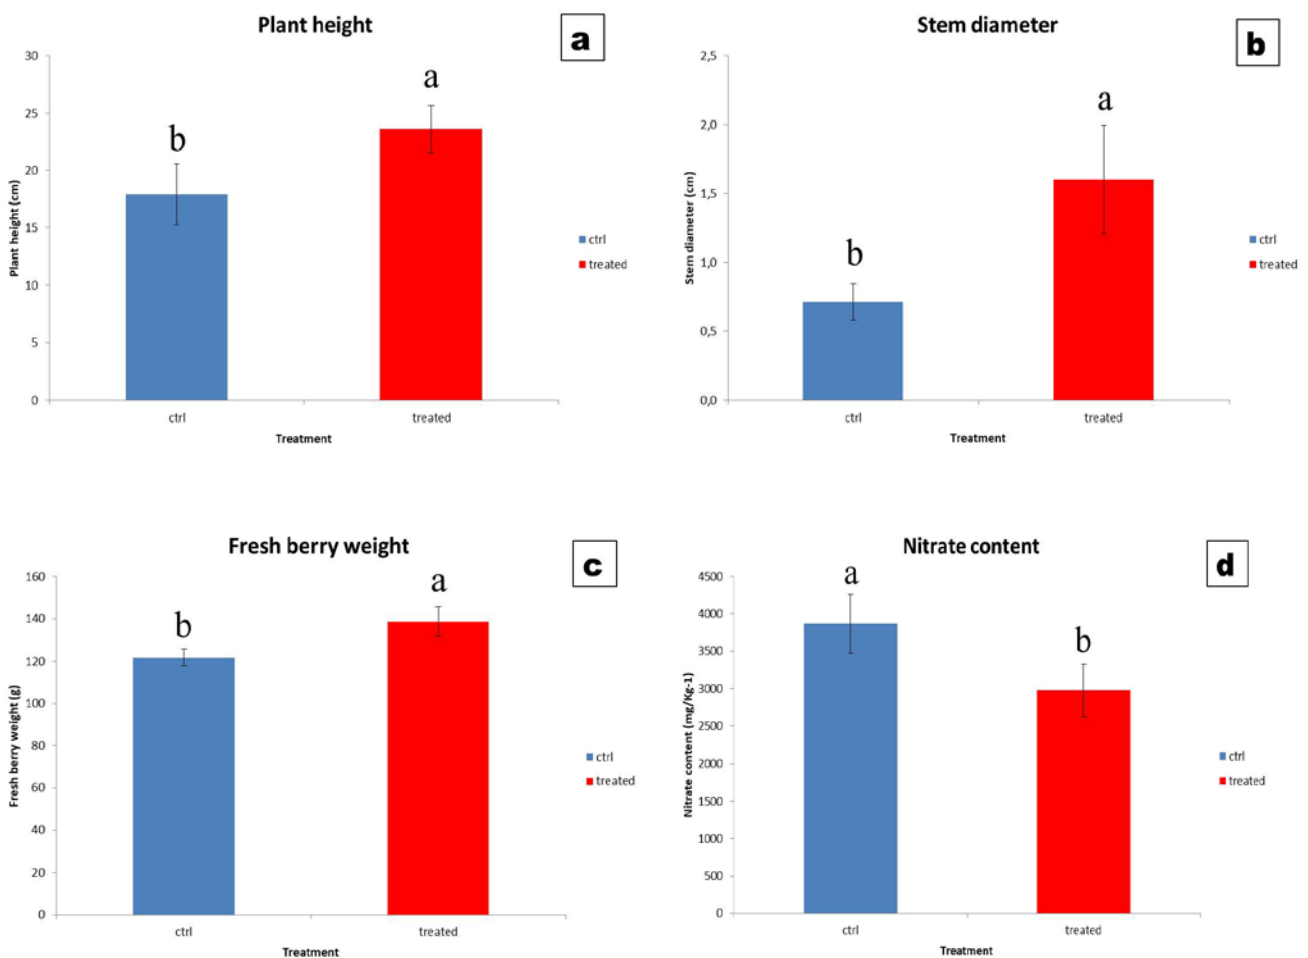 Plant height
a
30
25
20
15
10
5
0
Plant height (cm)
b
a
ctrl
treated
ctrl
treated
Treatment
Stem diameter
b
2,5
2,0
1,5
1,0
0,5
0,0
Stem diameter (cm)
b
a
ctrl
treated
ctrl
treated
Treatment
Fresh berry weight
c
160
140
120
100
80
60
40
20
0
Fresh berry weight (g)
b
a
ctrl
treated
ctrl
treated
Treatment
Nitrate content
d
4500
4000
3500
3000
2500
2000
1500
1000
500
0
Nitrate content (mg/Kg-1)
a
b
ctrl
treated
ctrl
treated
Treatment